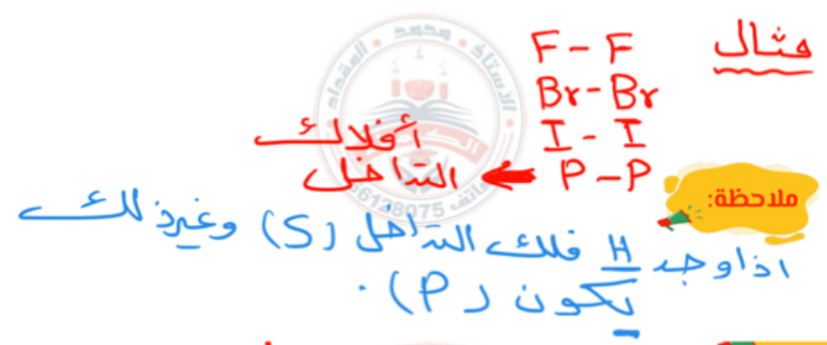 مثال
F - F
Br - Br
I - I
P - P ← أفلاك التداخل
ملاحظة:
اذا وجد H فلك التداخل (S) وغير ذلك
يكون (P).